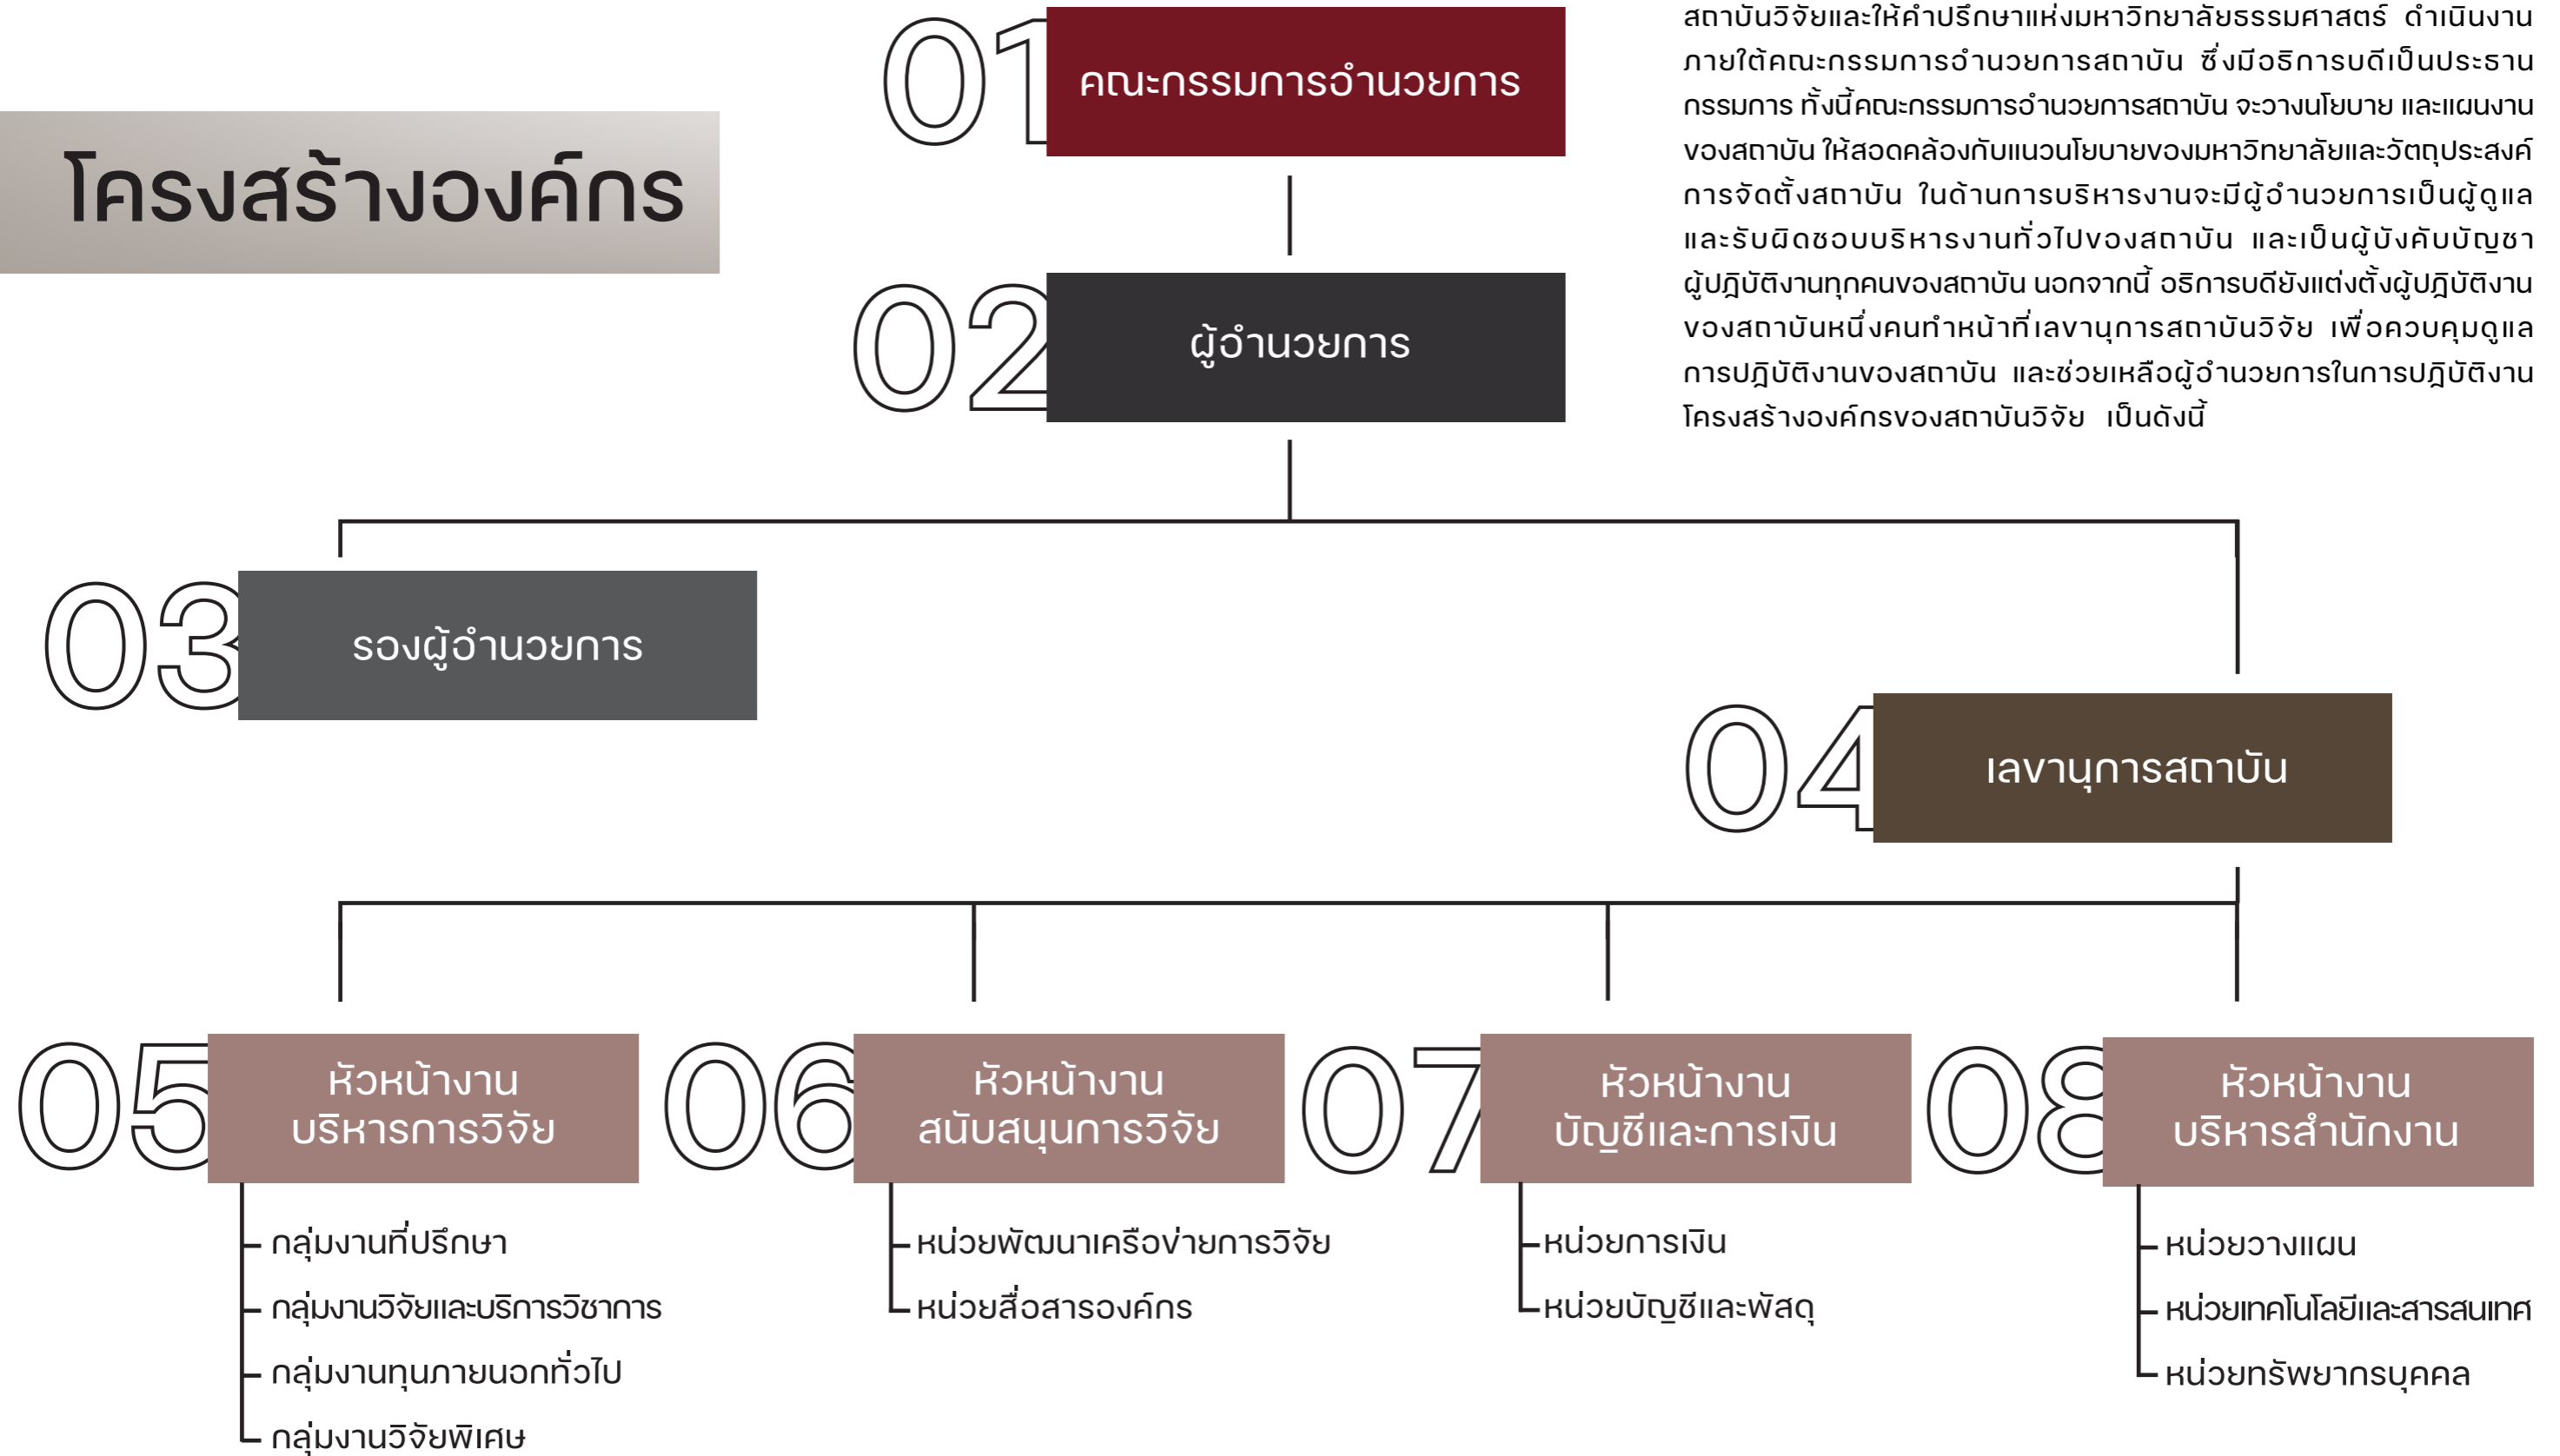 โครงสร้างองค์กร
01
คณะกรรมการอำนวยการ
สถาบันวิจัยและให้คำปรึกษาแห่งมหาวิทยาลัยธรรมศาสตร์ ดำเนินงาน
ภายใต้คณะกรรมการอำนวยการสถาบัน ซึ่งมีอธิการบดีเป็นประธาน
กรรมการ ทั้งนี้คณะกรรมการอำนวยการสถาบัน จะวางนโยบาย และแผนงาน
ของสถาบัน ให้สอดคล้องกับแนวนโยบายของมหาวิทยาลัยและวัตถุประสงค์
การจัดตั้งสถาบัน ในด้านการบริหารงานจะมีผู้อำนวยการเป็นผู้ดูแล
และรับผิดชอบบริหารงานทั่วไปของสถาบัน และเป็นผู้บังคับบัญชา
ผู้ปฎิบัติงานทุกคนของสถาบัน นอกจากนี้ อธิการบดียังแต่งตั้งผู้ปฎิบัติงาน
ของสถาบันหนึ่งคนทำหน้าที่เลขานุการสถาบันวิจัย เพื่อควบคุมดูแล
การปฎิบัติงานของสถาบัน และช่วยเหลือผู้อำนวยการในการปฎิบัติงาน
โครงสร้างองค์กรของสถาบันวิจัย เป็นดังนี้
02
ผู้อำนวยการ
03
รองผู้อำนวยการ
04
เลขานุการสถาบัน
05
หัวหน้างาน
บริหารการวิจัย
กลุ่มงานที่ปรึกษา
กลุ่มงานวิจัยและบริการวิชาการ
กลุ่มงานทุนภายนอกทั่วไป
กลุ่มงานวิจัยพิเศษ
06
หัวหน้างาน
สนับสนุนการวิจัย
หน่วยพัฒนาเครือข่ายการวิจัย
หน่วยสื่อสารองค์กร
07
หัวหน้างาน
บัญชีและการเงิน
หน่วยการเงิน
หน่วยบัญชีและพัสดุ
08
หัวหน้างาน
บริหารสำนักงาน
หน่วยวางแผน
หน่วยเทคโนโลยีและสารสนเทศ
หน่วยทรัพยากรบุคคล